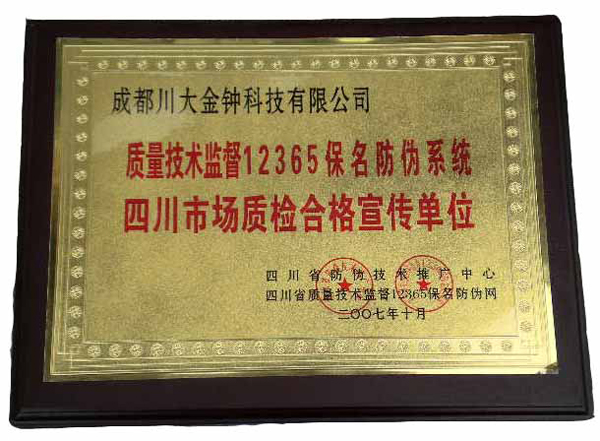 成都川大金钟科技有限公司
质量技术监督12365保名防伪系统
四川市场质检合格宣传单位
四川省防伪技术推广中心
四川省质量技术监督12365保名防伪网
二〇〇七年十月